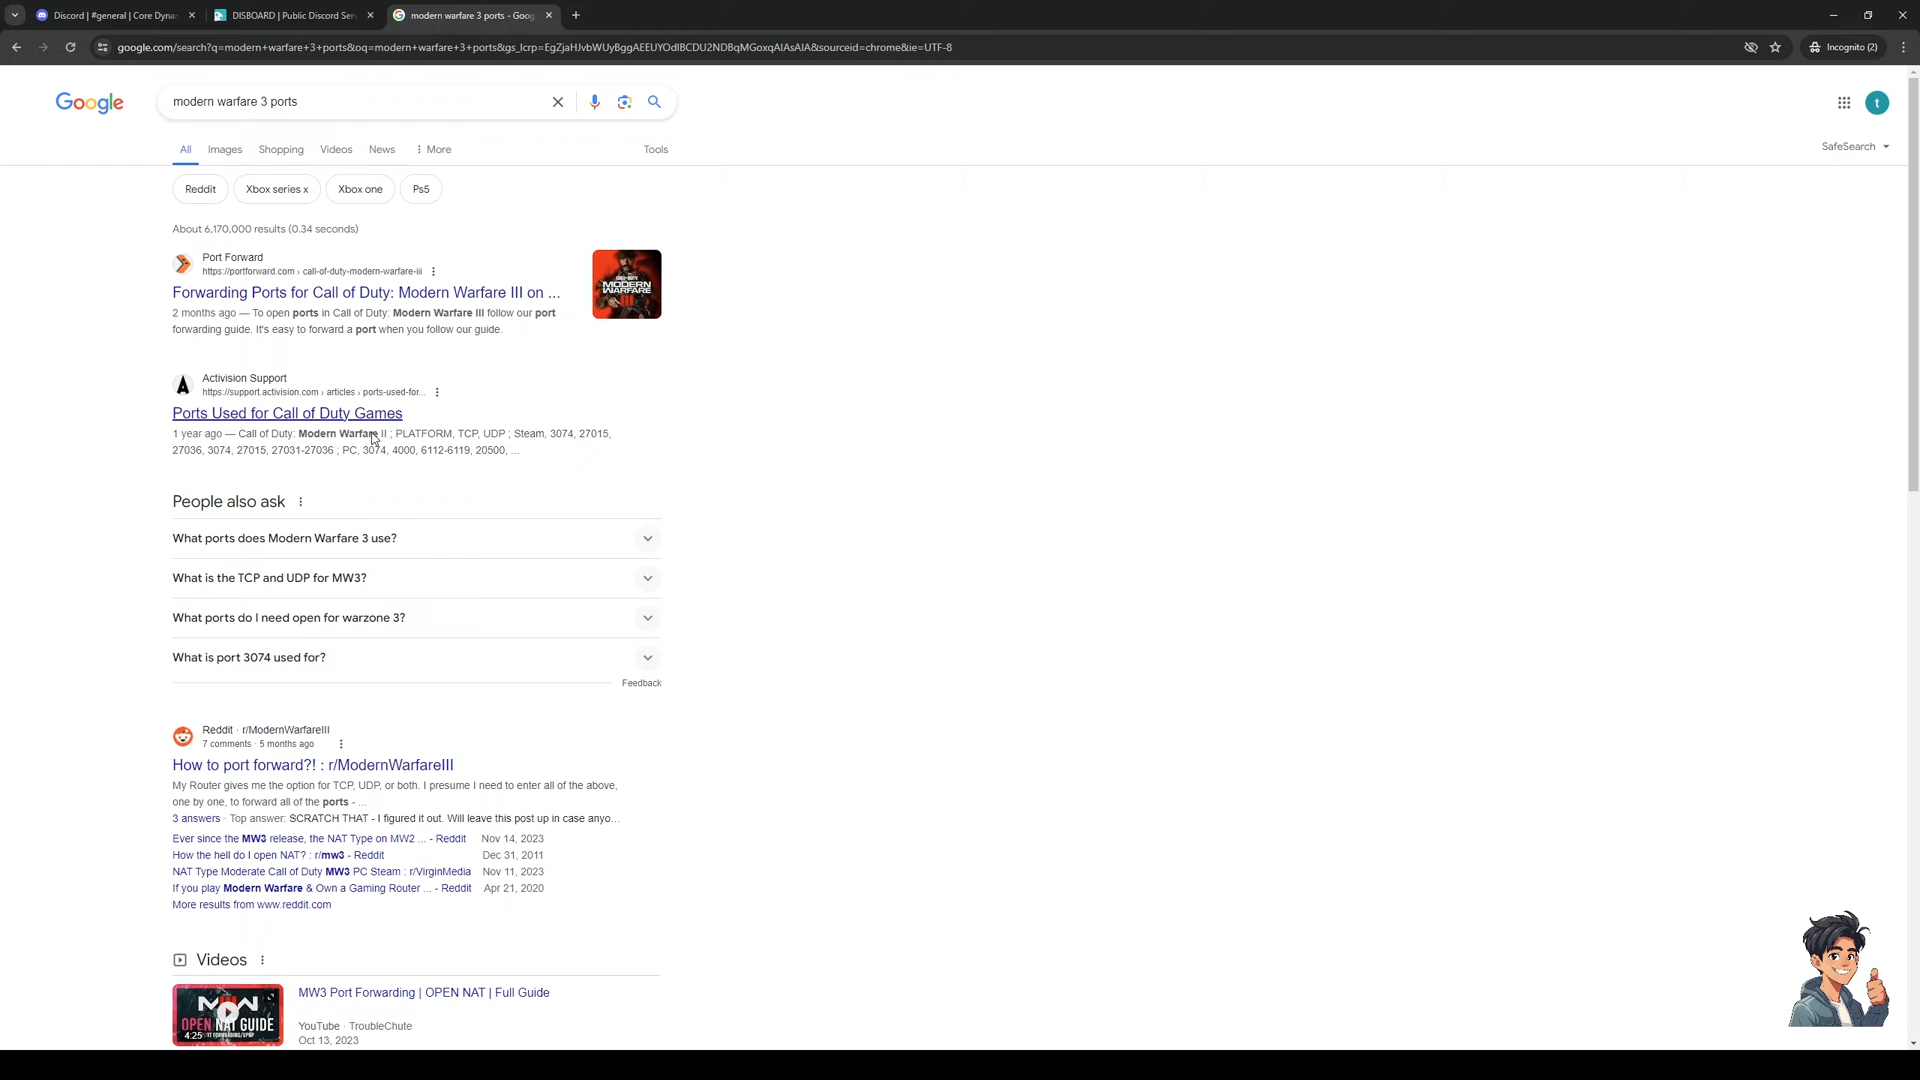 Discord | #general | Core Dynam
DISBOARD | Public Discord Ser
modern warfare 3 ports - Goog
google.com/search?q=modern+warfare+3+ports&oq=modern+warfare+3+ports&gs_lcrp=EgZjaHJvbWUyBggAEEUYOdIBCDU2NDBqMGoxqAIAsAIA&sourceid=chrome&ie=UTF-8
Incognito (2)
Google
modern warfare 3 ports
t
All
Images
Shopping
Videos
News
More
Tools
SafeSearch
Reddit
Xbox series x
Xbox one
Ps5
About 6,170,000 results (0.34 seconds)
Port Forward
https://portforward.com › call-of-duty-modern-warfare-iii
Forwarding Ports for Call of Duty: Modern Warfare III on ...
2 months ago — To open ports in Call of Duty: Modern Warfare III follow our port
forwarding guide. It's easy to forward a port when you follow our guide.
MODERN
WARFARE
Activision Support
https://support.activision.com › articles › ports-used-for...
Ports Used for Call of Duty Games
1 year ago — Call of Duty: Modern Warfare II ; PLATFORM, TCP, UDP ; Steam, 3074, 27015,
27036, 3074, 27015, 27031-27036 ; PC, 3074, 4000, 6112-6119, 20500, ...
People also ask
What ports does Modern Warfare 3 use?
What is the TCP and UDP for MW3?
What ports do I need open for warzone 3?
What is port 3074 used for?
Feedback
Reddit · r/ModernWarfareIII
7 comments · 5 months ago
How to port forward?! : r/ModernWarfareIII
My Router gives me the option for TCP, UDP, or both. I presume I need to enter all of the above,
one by one, to forward all of the ports - ...
3 answers · Top answer: SCRATCH THAT - I figured it out. Will leave this post up in case anyo...
Ever since the MW3 release, the NAT Type on MW2 ... - Reddit Nov 14, 2023
How the hell do I open NAT? : r/mw3 - Reddit Dec 31, 2011
NAT Type Moderate Call of Duty MW3 PC Steam : r/VirginMedia Nov 11, 2023
If you play Modern Warfare & Own a Gaming Router ... - Reddit Apr 21, 2020
More results from www.reddit.com
Videos
OPEN NAT GUIDE
4:25
MW3 Port Forwarding | OPEN NAT | Full Guide
YouTube · TroubleChute
Oct 13, 2023